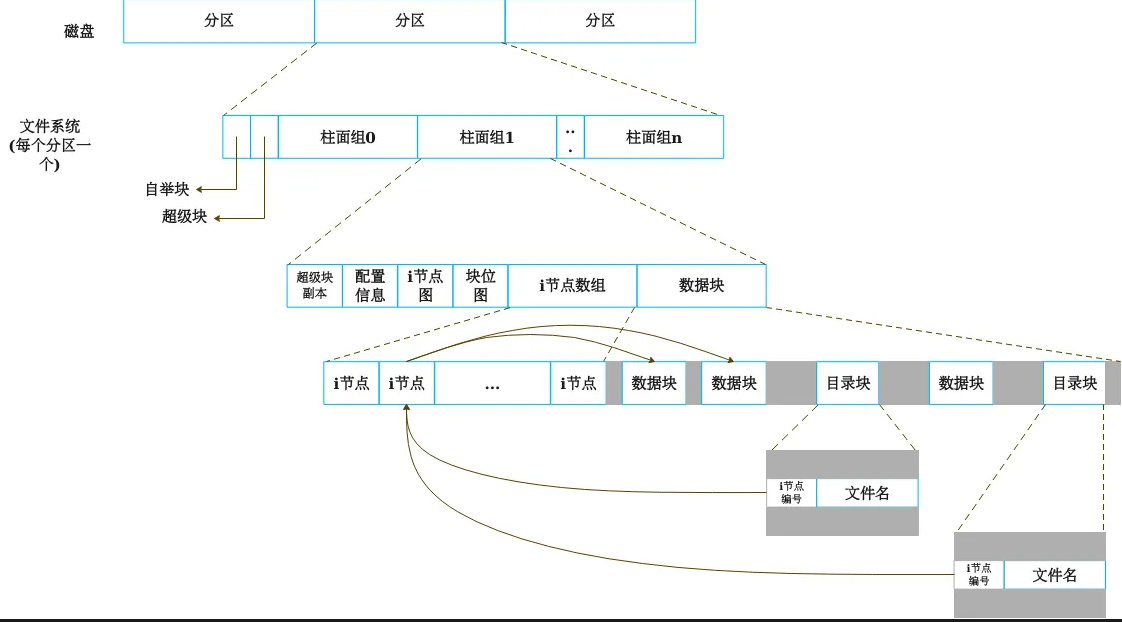 磁盘
分区
分区
分区
文件系统
(每个分区一
个)
柱面组0
柱面组1
..
.
柱面组n
自举块
超级块
超级块
副本
配置
信息
i节点
图
块位
图
i节点数组
数据块
i节点
i节点
...
i节点
数据块
数据块
目录块
数据块
目录块
i节点
编号
文件名
i节点
编号
文件名